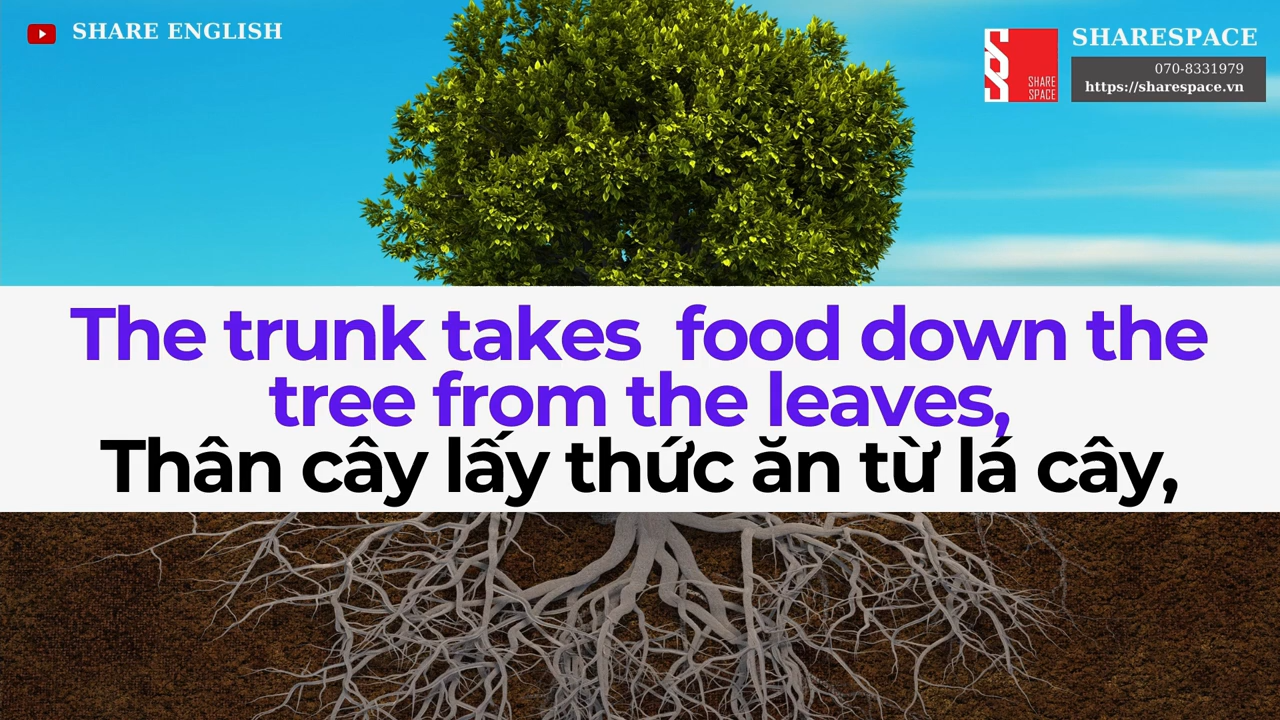 SHARE ENGLISH
SHARESPACE
SHARE
SPACE
070-8331979
https://sharespace.vn
The trunk takes  food down the
tree from the leaves,
Thân cây lấy thức ăn từ lá cây,